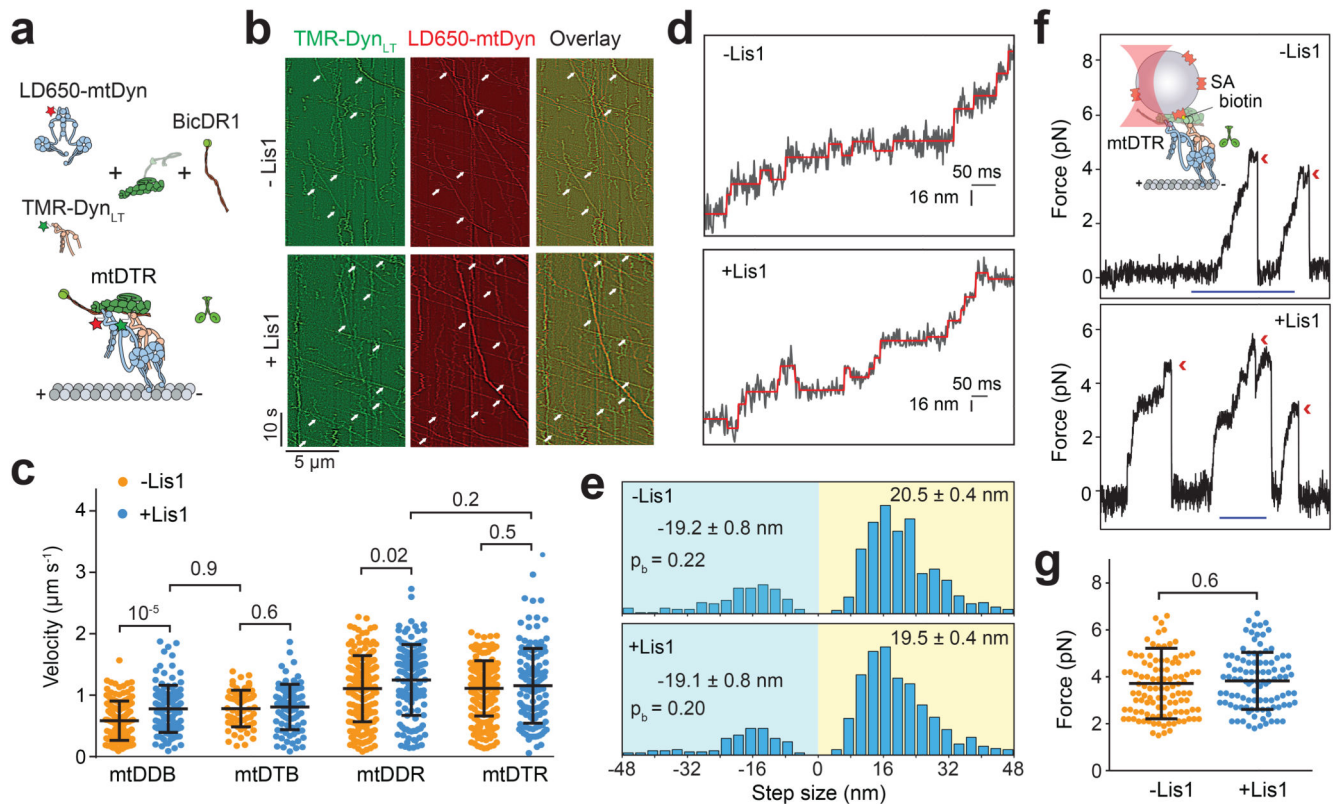 a
LD650-mtDyn
BicDR1
+
+
TMR-DynLT
mtDTR
+
-
b
TMR-DynLT LD650-mtDyn Overlay
- Lis1
+ Lis1
10 s
5 µm
c
-Lis1
+Lis1
Velocity (µm s-1)
4
3
2
1
0
10-5
0.9
0.6
0.02
0.2
0.5
mtDDB mtDTB mtDDR mtDTR
d
-Lis1
50 ms
16 nm
+Lis1
50 ms
16 nm
e
-Lis1
20.5 ± 0.4 nm
-19.2 ± 0.8 nm
pb = 0.22
+Lis1
19.5 ± 0.4 nm
-19.1 ± 0.8 nm
pb = 0.20
-48 -32 -16 0 16 32 48
Step size (nm)
f
-Lis1
SA
biotin
mtDTR
+
-
Force (pN)
8
6
4
2
0
+Lis1
Force (pN)
6
4
2
0
g
0.6
Force (pN)
8
6
4
2
0
-Lis1 +Lis1